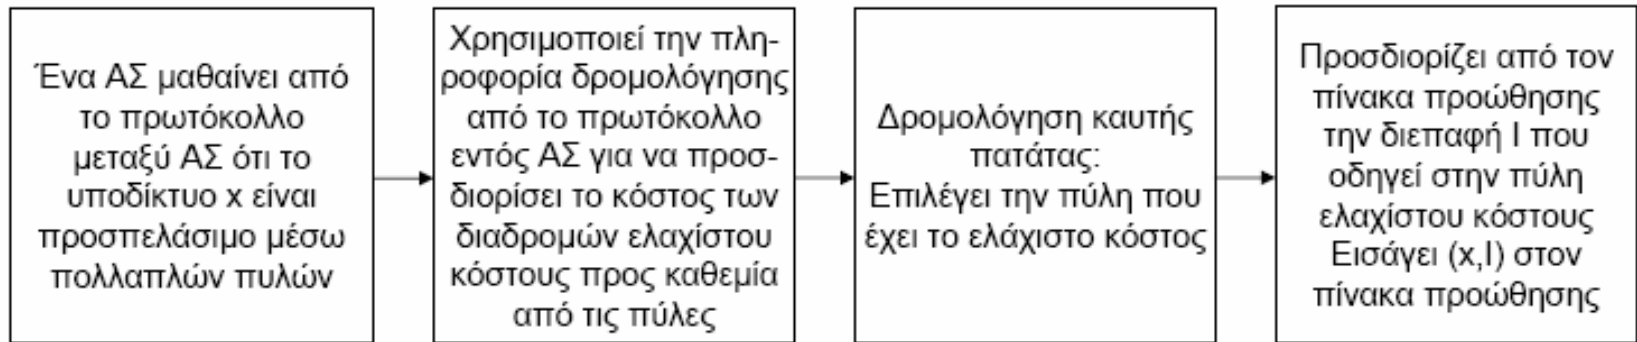 Ένα ΑΣ μαθαίνει από
το πρωτόκολλο
μεταξύ ΑΣ ότι το
υποδίκτυο x είναι
προσπελάσιμο μέσω
πολλαπλών πυλών
Χρησιμοποιεί την πλη-
ροφορία δρομολόγησης
από το πρωτόκολλο
εντός ΑΣ για να προσ-
διορίσει το κόστος των
διαδρομών ελαχίστου
κόστους προς καθεμία
από τις πύλες
Δρομολόγηση καυτής
πατάτας:
Επιλέγει την πύλη που
έχει το ελάχιστο κόστος
Προσδιορίζει από τον
πίνακα προώθησης
την διεπαφή I που
οδηγεί στην πύλη
ελαχίστου κόστους
Εισάγει (x,I) στον
πίνακα προώθησης